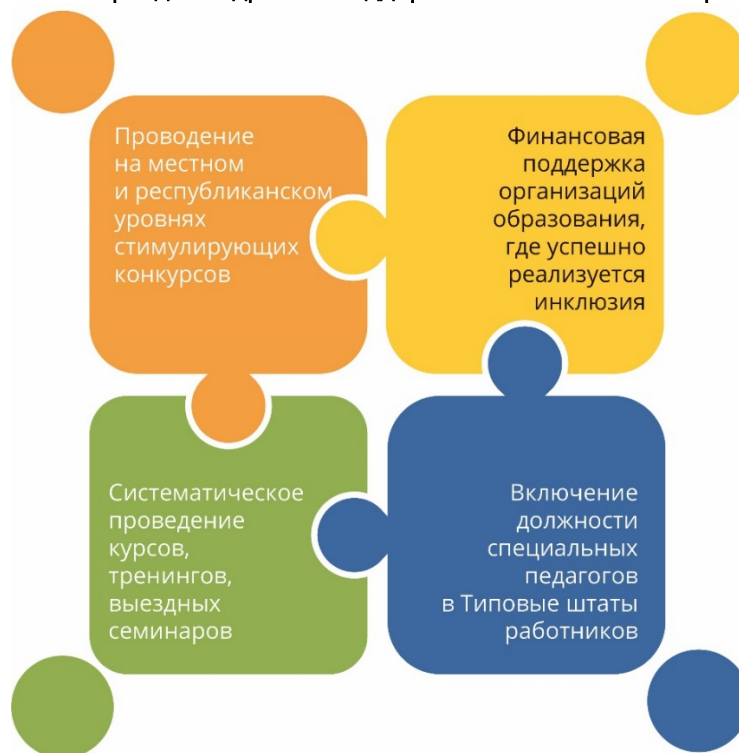 Проводение
на местном
и республиканском
уровнях
стимулирующих
конкурсов
Финансовая
поддержка
организаций
образования,
где успешно
реализуется
инклюзия
Систематическое
проведение
курсов,
тренингов,
выездных
семинаров
Включение
должности
специальных
педагогов
в Типовые штаты
работников